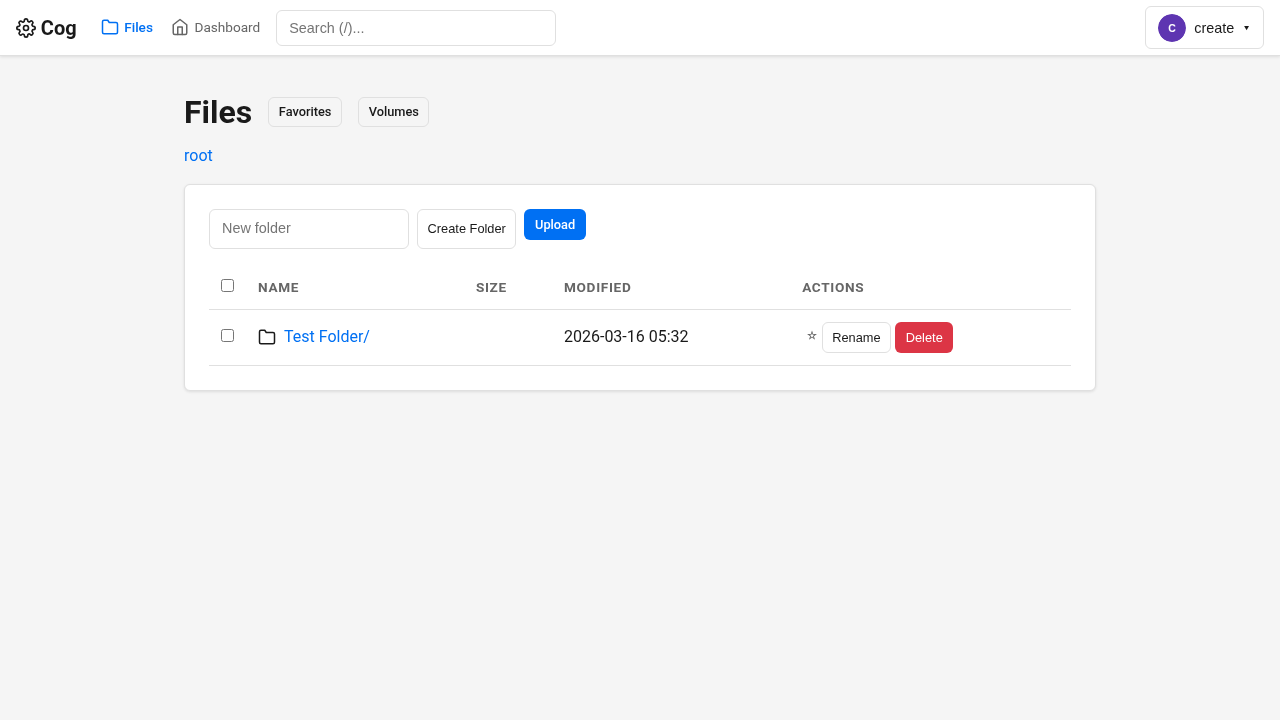 Cog Files Dashboard Search (/)... C create ▾
Files Favorites Volumes
root
New folder Create Folder Upload
NAME SIZE MODIFIED ACTIONS
Test Folder/ 2026-03-16 05:32 ☆ Rename Delete